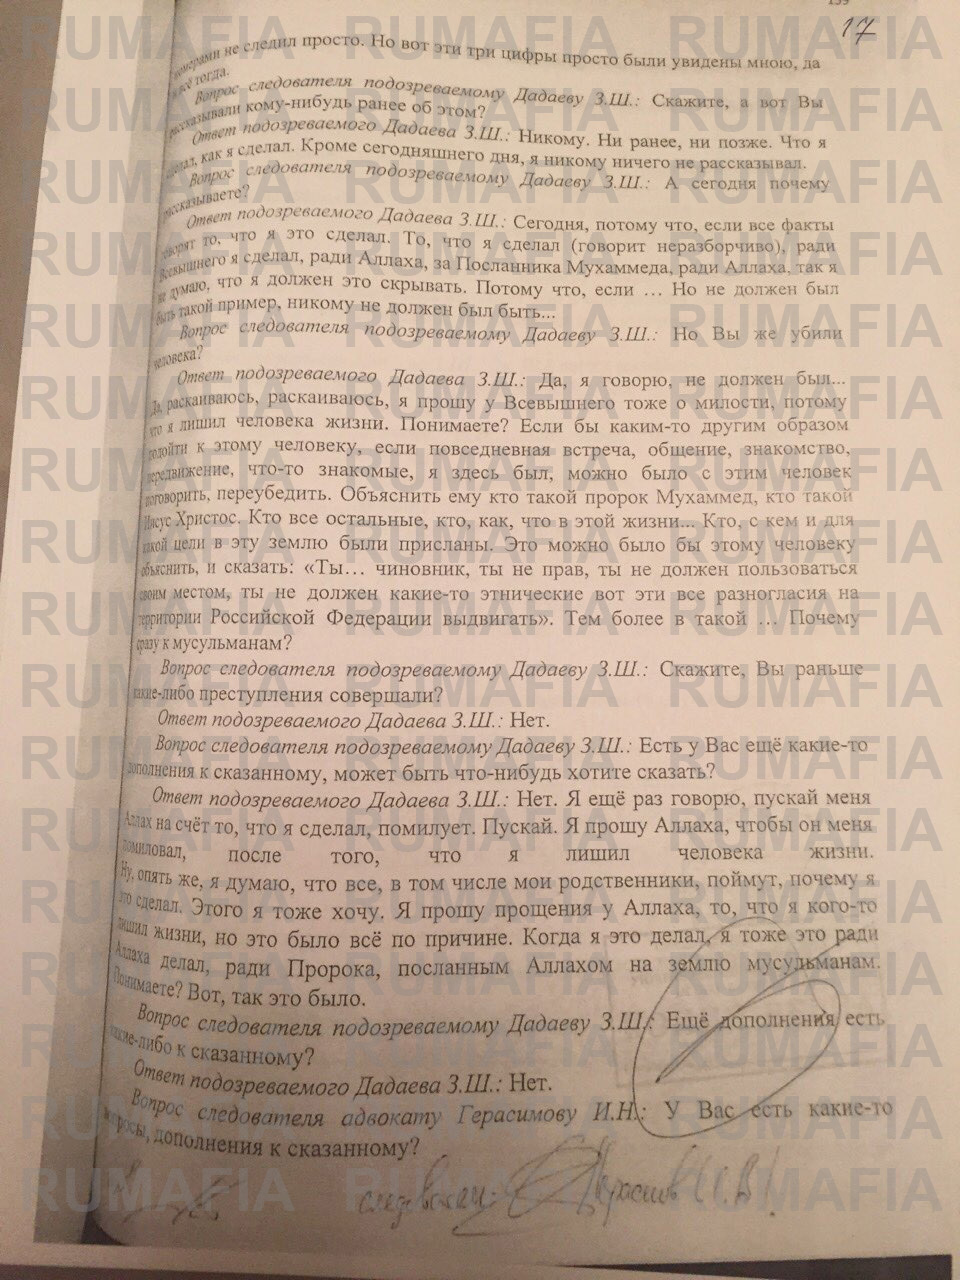 17
номерами не следил просто. Но вот эти три цифры просто были увидены мною, да
и всё тогда.
Вопрос следователя подозреваемому Дадаеву З.Ш.: Скажите, а вот Вы
рассказывали кому-нибудь ранее об этом?
Ответ подозреваемого Дадаева З.Ш.: Никому. Ни ранее, ни позже. Что я
сделал, как я сделал. Кроме сегодняшнего дня, я никому ничего не рассказывал.
Вопрос следователя подозреваемому Дадаеву З.Ш.: А сегодня почему
рассказываете?
Ответ подозреваемого Дадаева З.Ш.: Сегодня, потому что, если все факты
говорят то, что я это сделал. То, что я сделал (говорит неразборчиво), ради
Всевышнего я сделал, ради Аллаха, за Посланника Мухаммеда, ради Аллаха, так я
не думаю, что я должен это скрывать. Потому что, если … Но не должен был
быть такой пример, никому не должен был быть...
Вопрос следователя подозреваемому Дадаеву З.Ш.: Но Вы же убили
человека?
Ответ подозреваемого Дадаева З.Ш.: Да, я говорю, не должен был...
Да, раскаиваюсь, раскаиваюсь, я прошу у Всевышнего тоже о милости, потому
что я лишил человека жизни. Понимаете? Если бы каким-то другим образом
подойти к этому человеку, если повседневная встреча, общение, знакомство,
передвижение, что-то знакомые, я здесь был, можно было с этим человек
поговорить, переубедить. Объяснить ему кто такой пророк Мухаммед, кто такой
Иисус Христос. Кто все остальные, кто, как, что в этой жизни... Кто, с кем и для
какой цели в эту землю были присланы. Это можно было бы этому человеку
объяснить, и сказать: «Ты… чиновник, ты не прав, ты не должен пользоваться
своим местом, ты не должен какие-то этнические вот эти все разногласия на
территории Российской Федерации выдвигать». Тем более в такой … Почему
сразу к мусульманам?
Вопрос следователя подозреваемому Дадаеву З.Ш.: Скажите, Вы раньше
какие-либо преступления совершали?
Ответ подозреваемого Дадаева З.Ш.: Нет.
Вопрос следователя подозреваемому Дадаеву З.Ш.: Есть у Вас ещё какие-то
дополнения к сказанному, может быть что-нибудь хотите сказать?
Ответ подозреваемого Дадаева З.Ш.: Нет. Я ещё раз говорю, пускай меня
Аллах на счёт то, что я сделал, помилует. Пускай. Я прошу Аллаха, чтобы он меня
помиловал, после того, что я лишил человека жизни.
Ну, опять же, я думаю, что все, в том числе мои родственники, поймут, почему я
это сделал. Этого я тоже хочу. Я прошу прощения у Аллаха, то, что я кого-то
лишил жизни, но это было всё по причине. Когда я это делал, я тоже это ради
Аллаха делал, ради Пророка, посланным Аллахом на землю мусульманам.
Понимаете? Вот, так это было.
Вопрос следователя подозреваемому Дадаеву З.Ш.: Ещё дополнения есть
какие-либо к сказанному?
Ответ подозреваемого Дадаева З.Ш.: Нет.
Вопрос следователя адвокату Герасимову И.Н.: У Вас есть какие-то
вопросы, дополнения к сказанному?